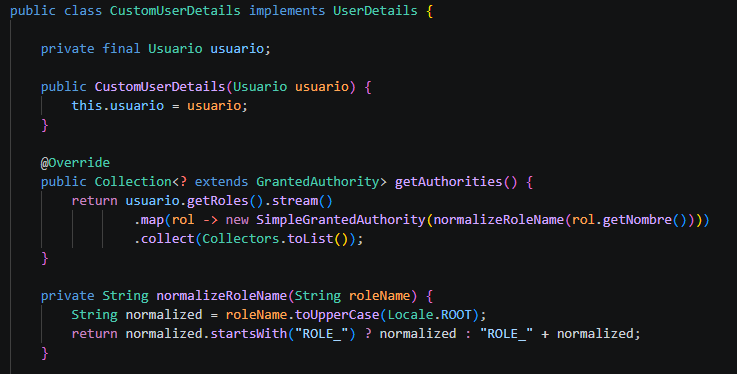 public class CustomUserDetails implements UserDetails {
private final Usuario usuario;
public CustomUserDetails(Usuario usuario) {
this.usuario = usuario;
}
@Override
public Collection<? extends GrantedAuthority> getAuthorities() {
return usuario.getRoles().stream()
.map(rol -> new SimpleGrantedAuthority(normalizeRoleName(rol.getNombre())))
.collect(Collectors.toList());
}
private String normalizeRoleName(String roleName) {
String normalized = roleName.toUpperCase(Locale.ROOT);
return normalized.startsWith("ROLE_") ? normalized : "ROLE_" + normalized;
}